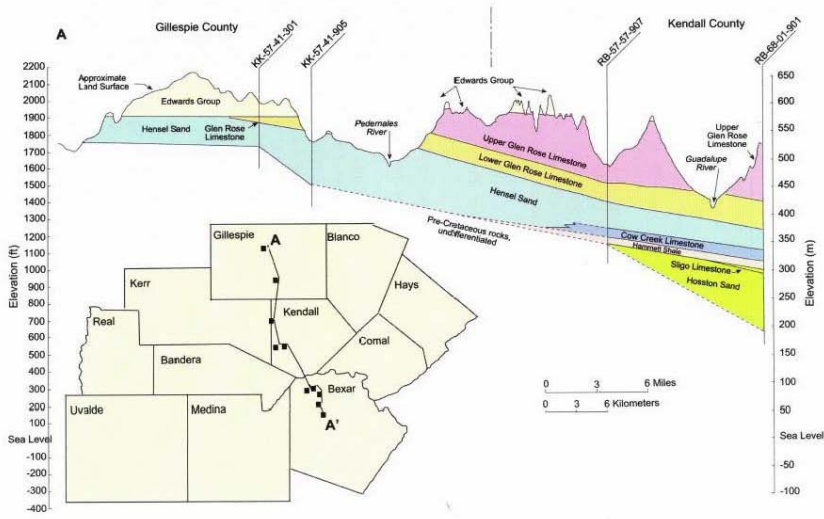 Gillespie County
Kendall County
A
KK-57-41-301
KK-57-41-905
RB-57-57-907
RB-68-01-901
2200
2100
2000
1900
1800
1700
1600
1500
1400
1300
1200
1100
1000
900
800
700
600
500
400
300
200
100
Sea Level
-100
-200
-300
-400
Elevation (ft)
Approximate
Land Surface
Edwards Group
Hensel Sand
Glen Rose
Limestone
Pedernales
River
Edwards Group
Upper Glen Rose Limestone
Lower Glen Rose Limestone
Hensel Sand
Upper
Glen Rose
Limestone
Guadalupe
River
Pre-Cretaceous rocks,
undifferentiated
Cow Creek Limestone
Hammett Shale
Sligo Limestone
Hosston Sand
Gillespie
A
Blanco
Hays
Kerr
Kendall
Real
Comal
Bandera
Bexar
Uvalde
Medina
A'
0 3 6 Miles
0 3 6 Kilometers
650
600
550
500
450
400
350
300
250
200
150
100
50
Sea Level
-50
-100
Elevation (m)